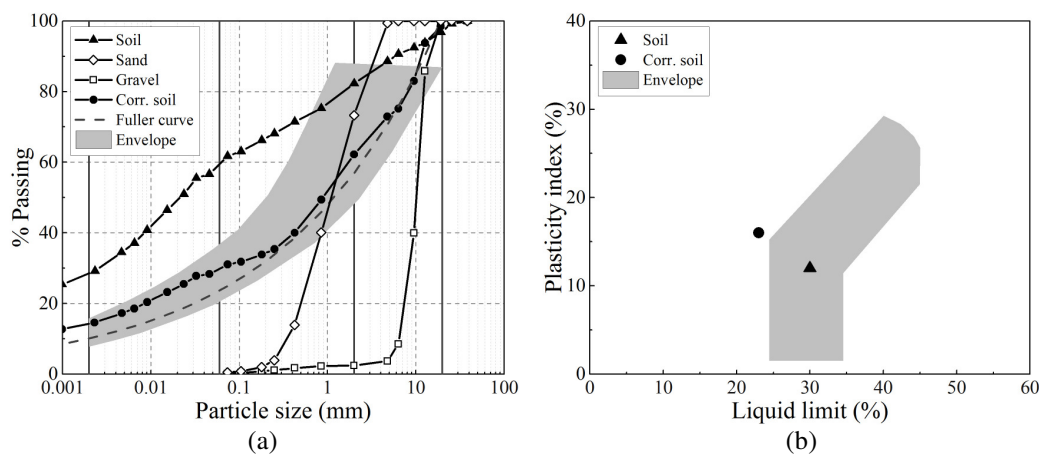 100
80
60
40
20
0
% Passing
Soil
Sand
Gravel
Corr. soil
Fuller curve
Envelope
0.001
0.01
0.1
1
10
100
Particle size (mm)
(a)
40
30
20
10
0
Plasticity index (%)
Soil
Corr. soil
Envelope
0
10
20
30
40
50
60
Liquid limit (%)
(b)